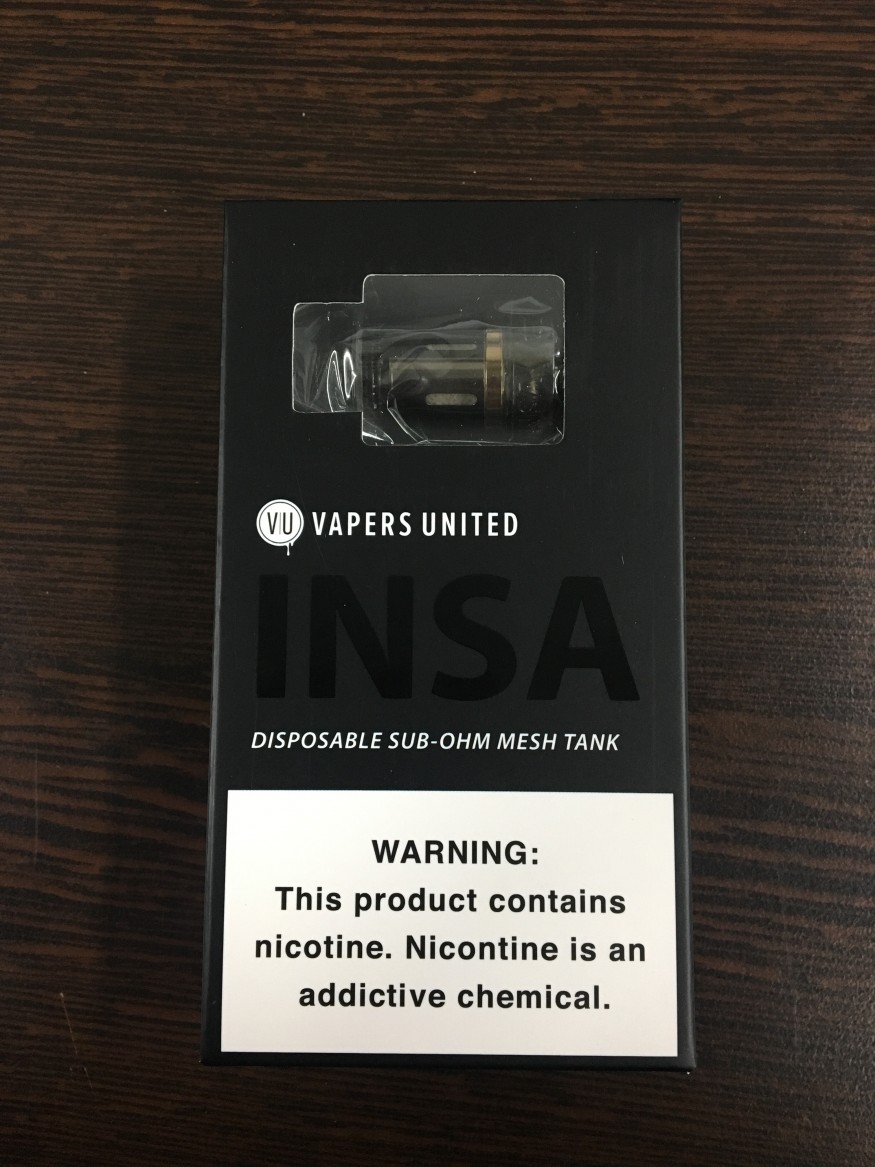 VU VAPERS UNITED
INSA
DISPOSABLE SUB-OHM MESH TANK
WARNING:
This product contains
nicotine. Nicontine is an
addictive chemical.